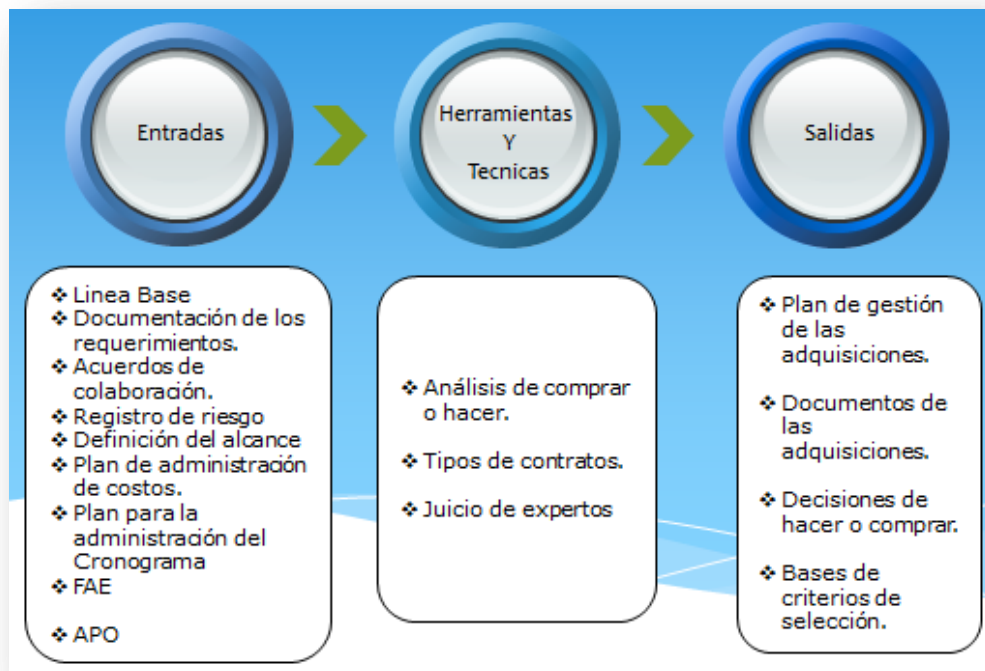 Entradas
Herramientas
Y
Tecnicas
Salidas
❖ Linea Base
❖ Documentación de los
requerimientos.
❖ Acuerdos de
colaboración.
❖ Registro de riesgo
❖ Definición del alcance
❖ Plan de administración
de costos.
❖ Plan para la
administración del
Cronograma
❖ FAE
❖ APO
❖ Análisis de comprar
o hacer.
❖ Tipos de contratos.
❖ Juicio de expertos
❖ Plan de gestión
de las
adquisiciones.
❖ Documentos de
las
adquisiciones.
❖ Decisiones de
hacer o comprar.
❖ Bases de
criterios de
selección.